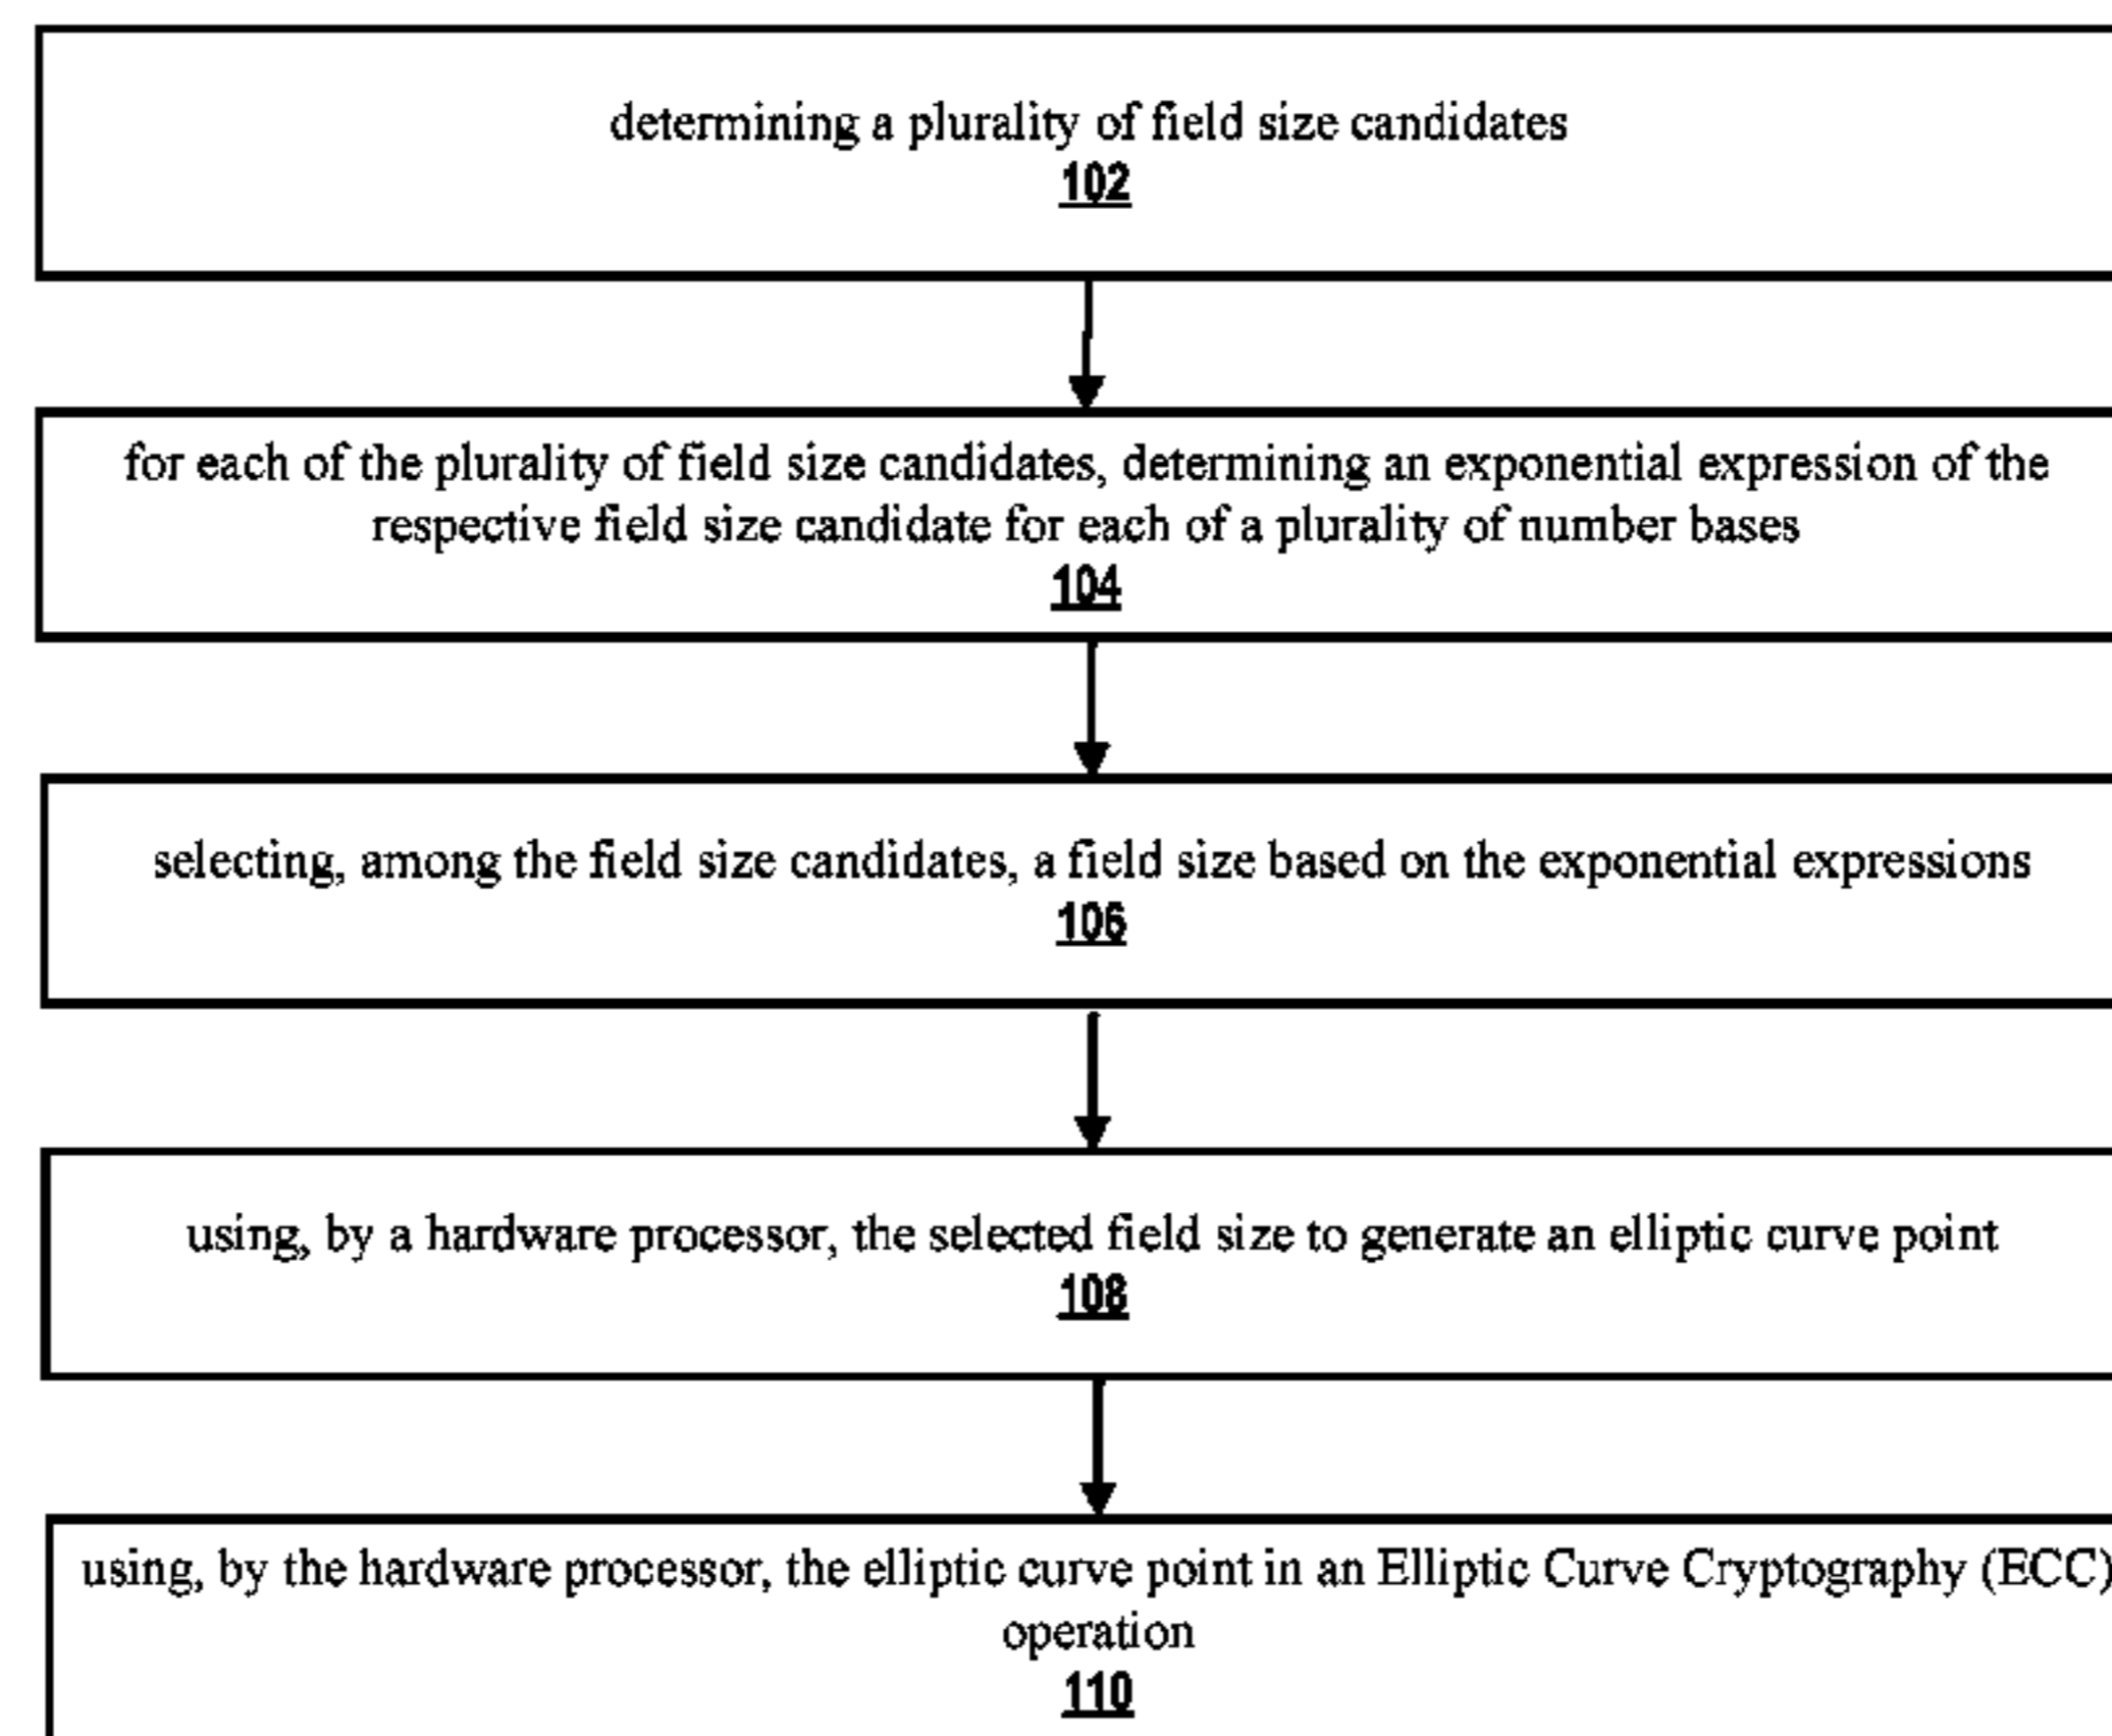 determining a plurality of field size candidates
102
for each of the plurality of field size candidates, determining an exponential expression of the
respective field size candidate for each of a plurality of number bases
104
selecting, among the field size candidates, a field size based on the exponential expressions
106
using, by a hardware processor, the selected field size to generate an elliptic curve point
108
using, by the hardware processor, the elliptic curve point in an Elliptic Curve Cryptography (ECC)
operation
110